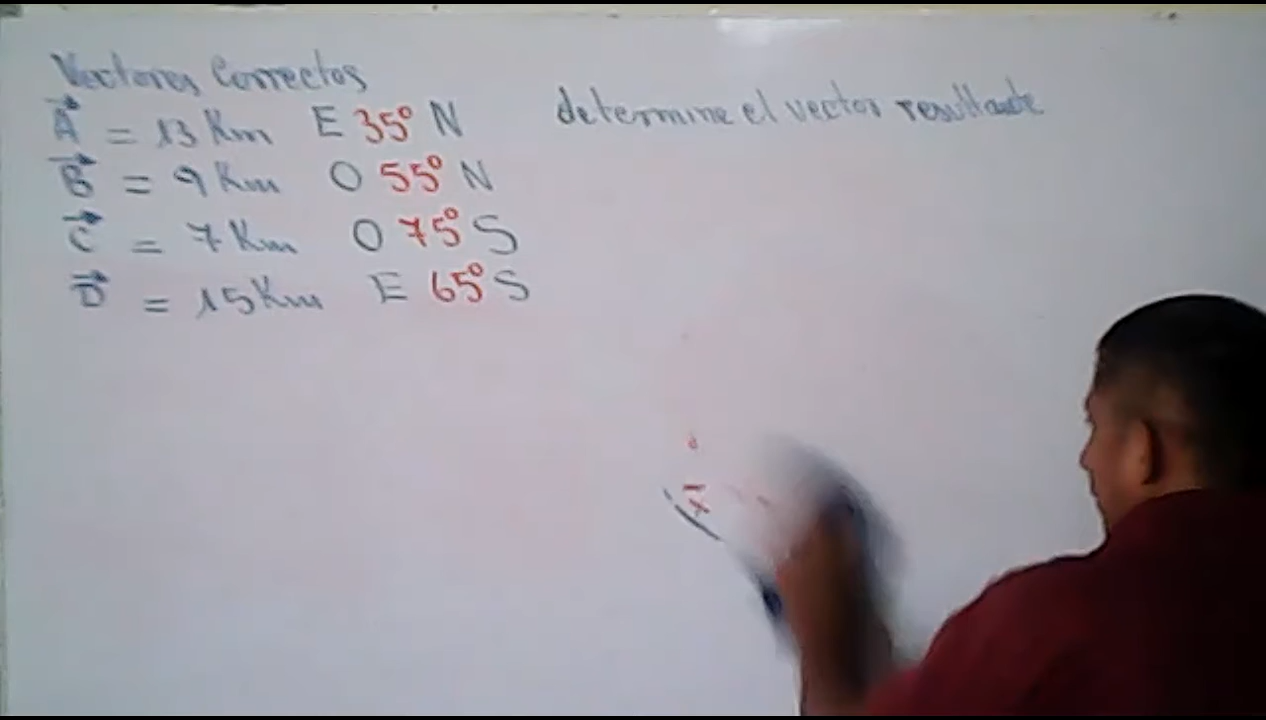 Vectores Correctos
A = 13 Km E 35° N
determine el vector resultante
B = 9 Km O 55° N
C = 7 Km O 75° S
D = 15 Km E 65° S